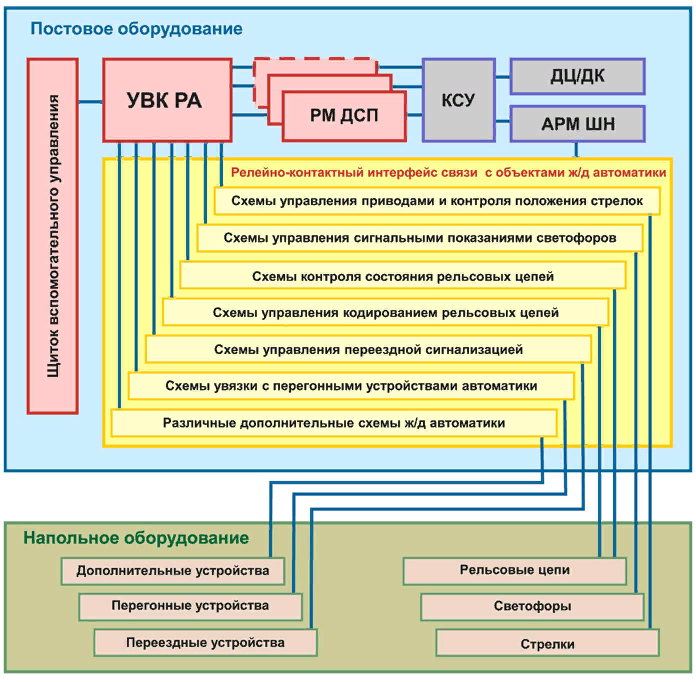 Постовое оборудование
Щиток вспомогательного управления
УВК РА
РМ ДСП
КСУ
ДЦ/ДК
АРМ ШН
Релейно-контактный интерфейс связи с объектами ж/д автоматики
Схемы управления приводами и контроля положения стрелок
Схемы управления сигнальными показаниями светофоров
Схемы контроля состояния рельсовых цепей
Схемы управления кодированием рельсовых цепей
Схемы управления переездной сигнализацией
Схемы увязки с перегонными устройствами автоматики
Различные дополнительные схемы ж/д автоматики
Напольное оборудование
Дополнительные устройства
Перегонные устройства
Переездные устройства
Рельсовые цепи
Светофоры
Стрелки